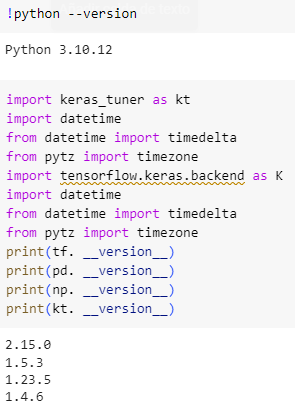 !python --version
Python 3.10.12
import keras_tuner as kt
import datetime
from datetime import timedelta
from pytz import timezone
import tensorflow.keras.backend as K
import datetime
from datetime import timedelta
from pytz import timezone
print(tf. __version__)
print(pd. __version__)
print(np. __version__)
print(kt. __version__)
2.15.0
1.5.3
1.23.5
1.4.6